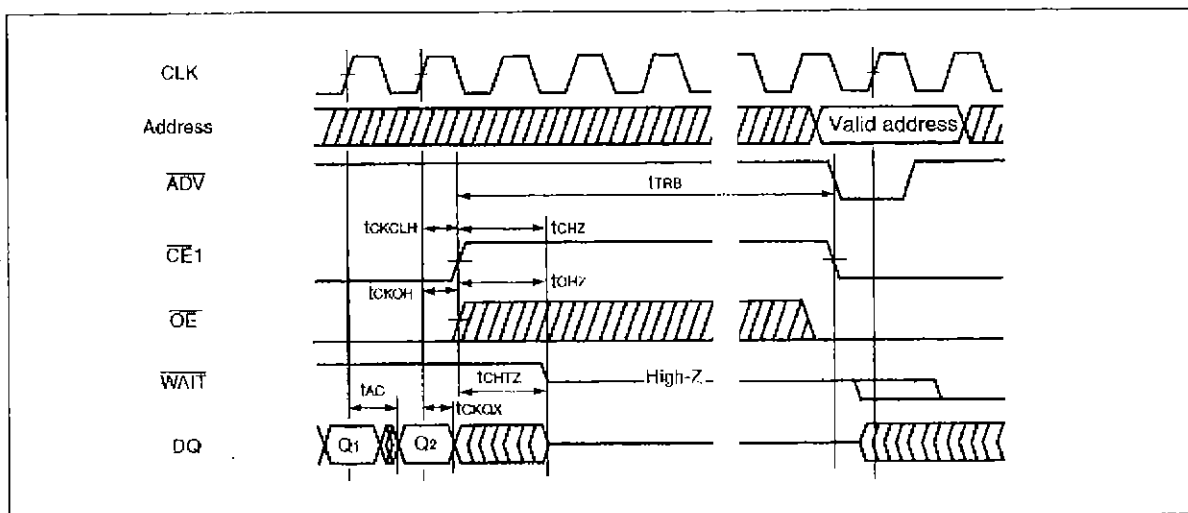 CLK
Address
Valid address
ADV
tTRB
tCKCLH
tCHZ
CE1
tCKOH
tOHZ
OE
WAIT
tCHTZ
High-Z
tAC
tCKQX
DQ
Q1
Q2